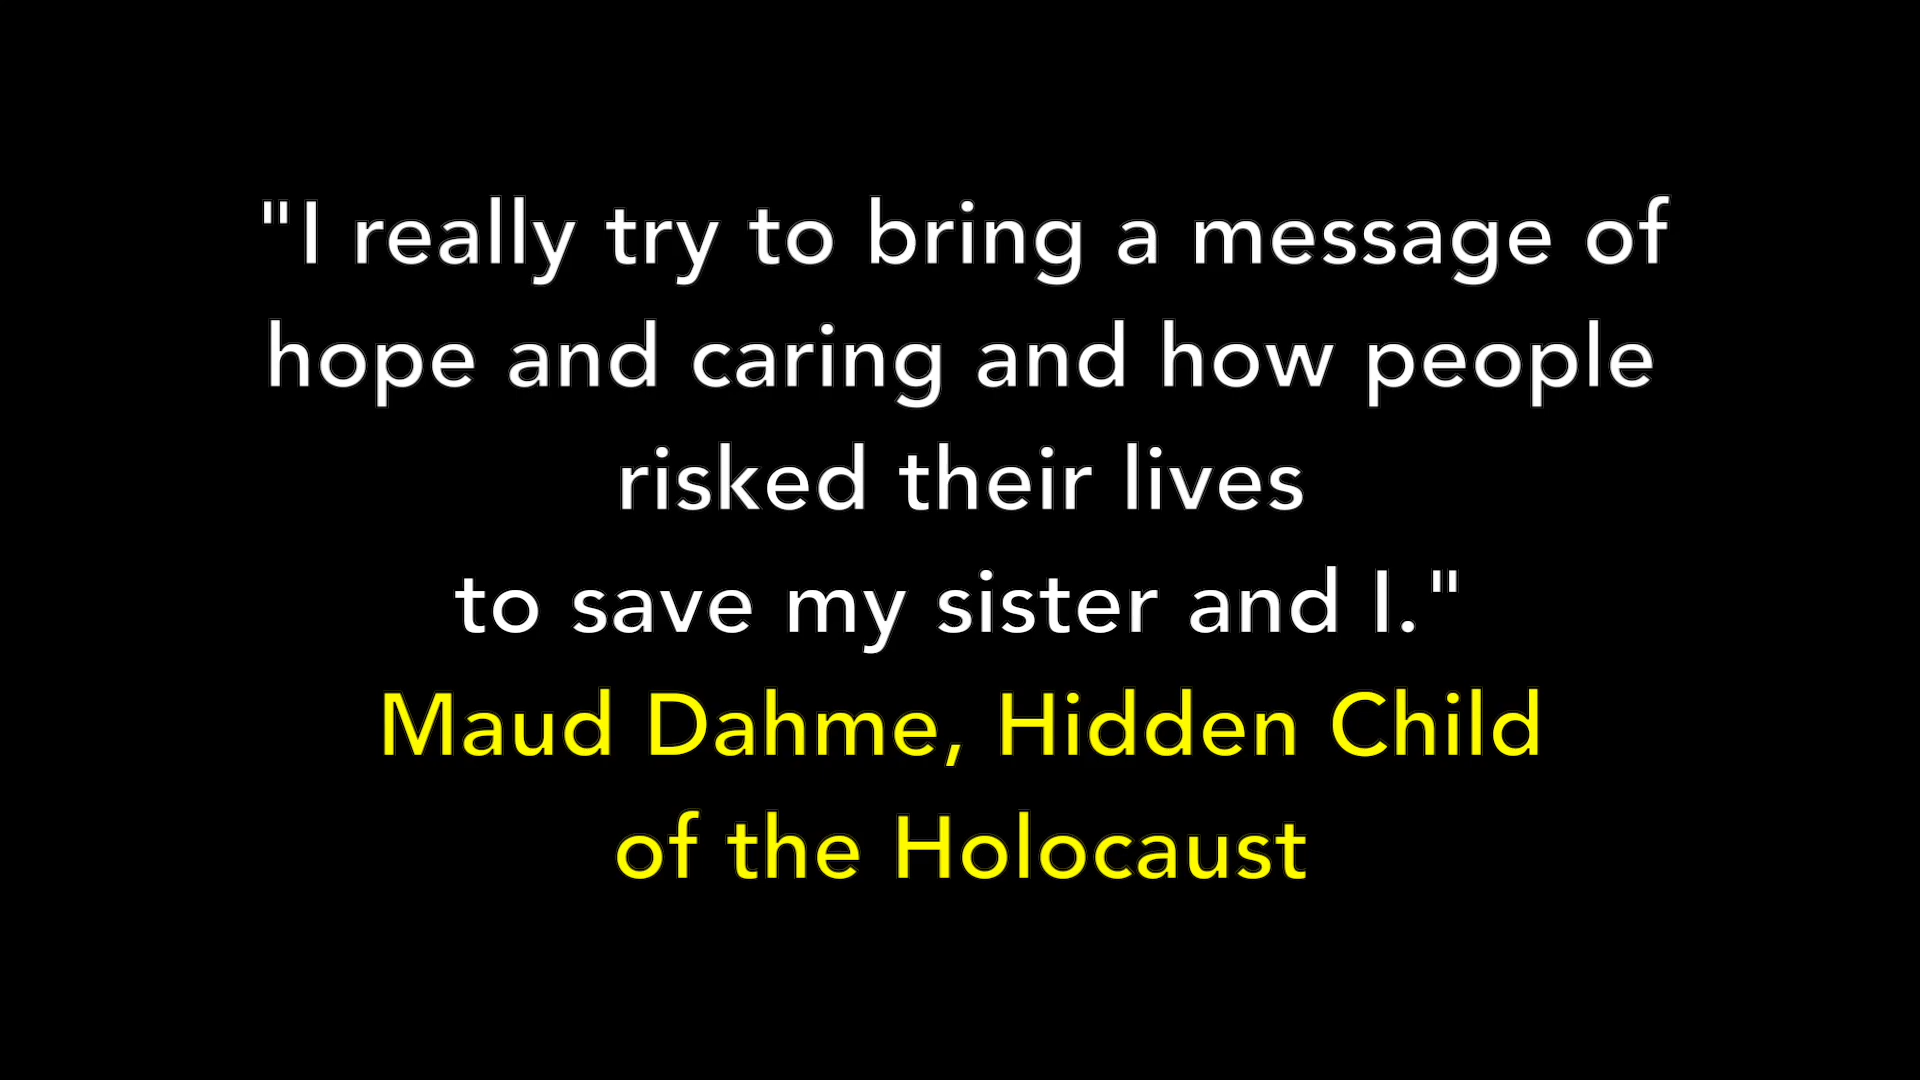 "I really try to bring a message of
hope and caring and how people
risked their lives
to save my sister and I."
Maud Dahme, Hidden Child
of the Holocaust